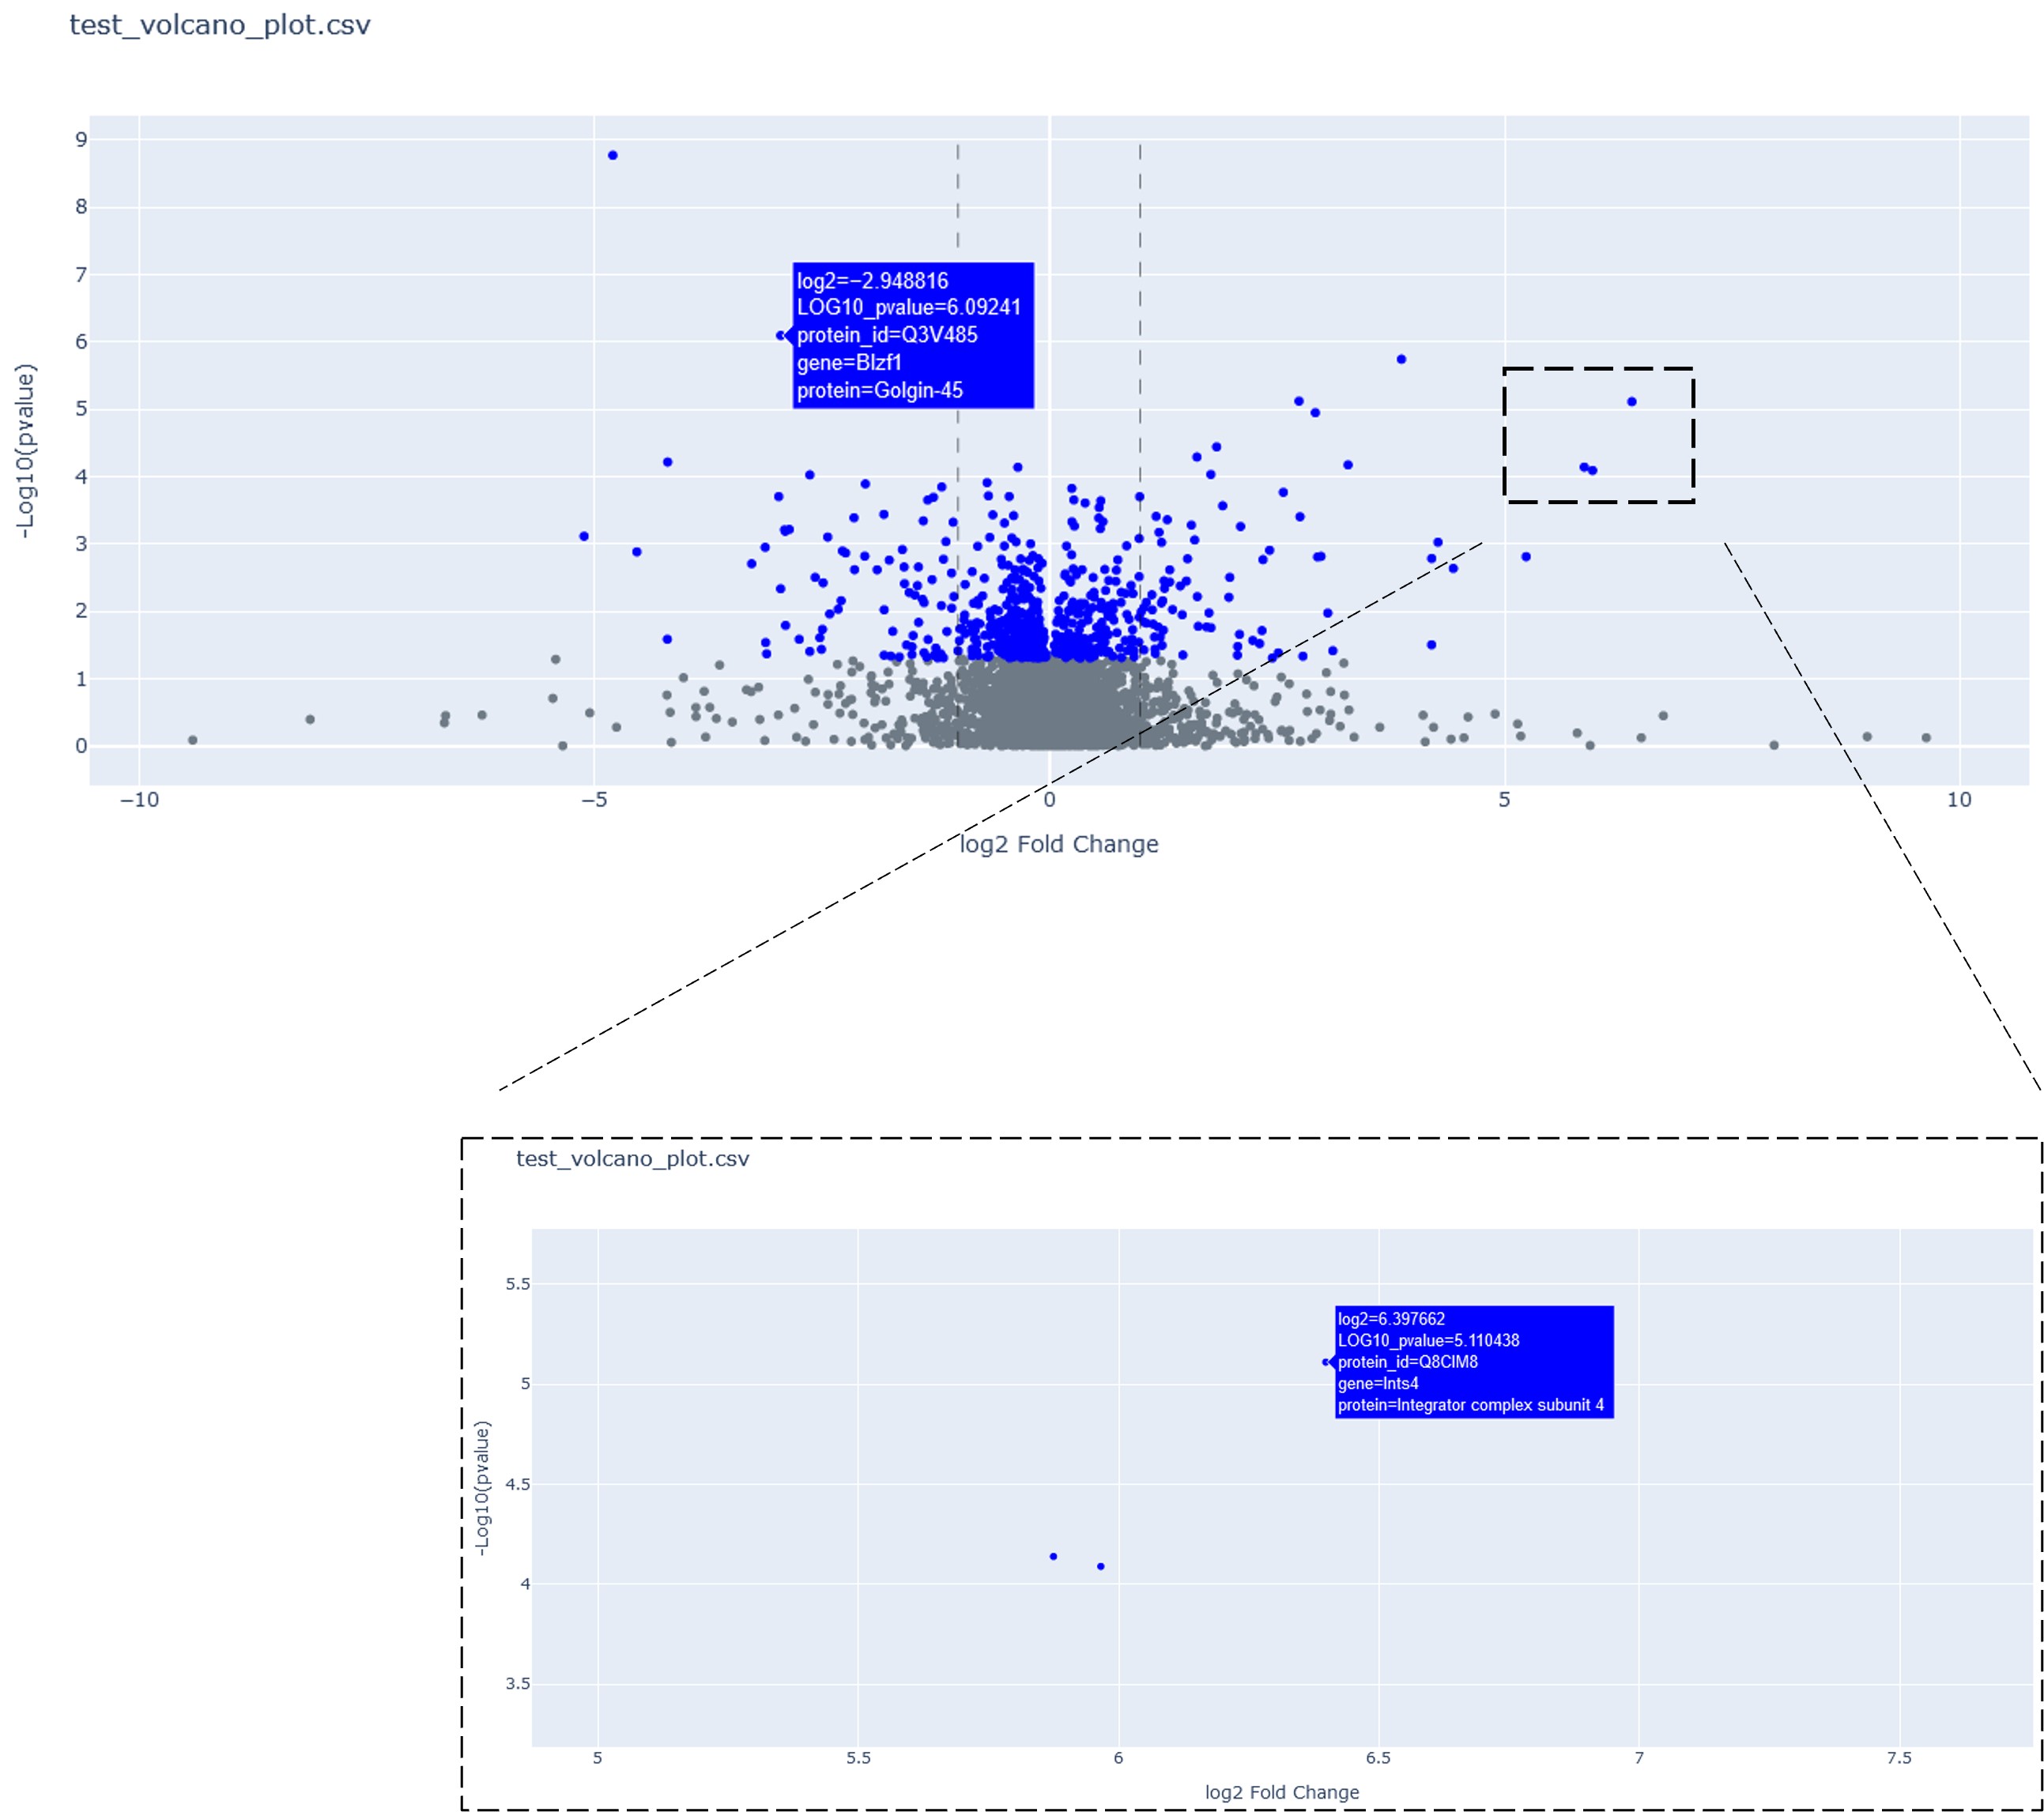 test_volcano_plot.csv
9
8
7
6
5
4
3
2
1
0
-Log10(pvalue)
log2=−2.948816
LOG10_pvalue=6.09241
protein_id=Q3V485
gene=Blzf1
protein=Golgin-45
−10 −5 0 5 10
log2 Fold Change
test_volcano_plot.csv
5.5
5
4.5
4
3.5
-Log10(pvalue)
log2=6.397662
LOG10_pvalue=5.110438
protein_id=Q8CIM8
gene=Ints4
protein=Integrator complex subunit 4
5 5.5 6 6.5 7 7.5
log2 Fold Change